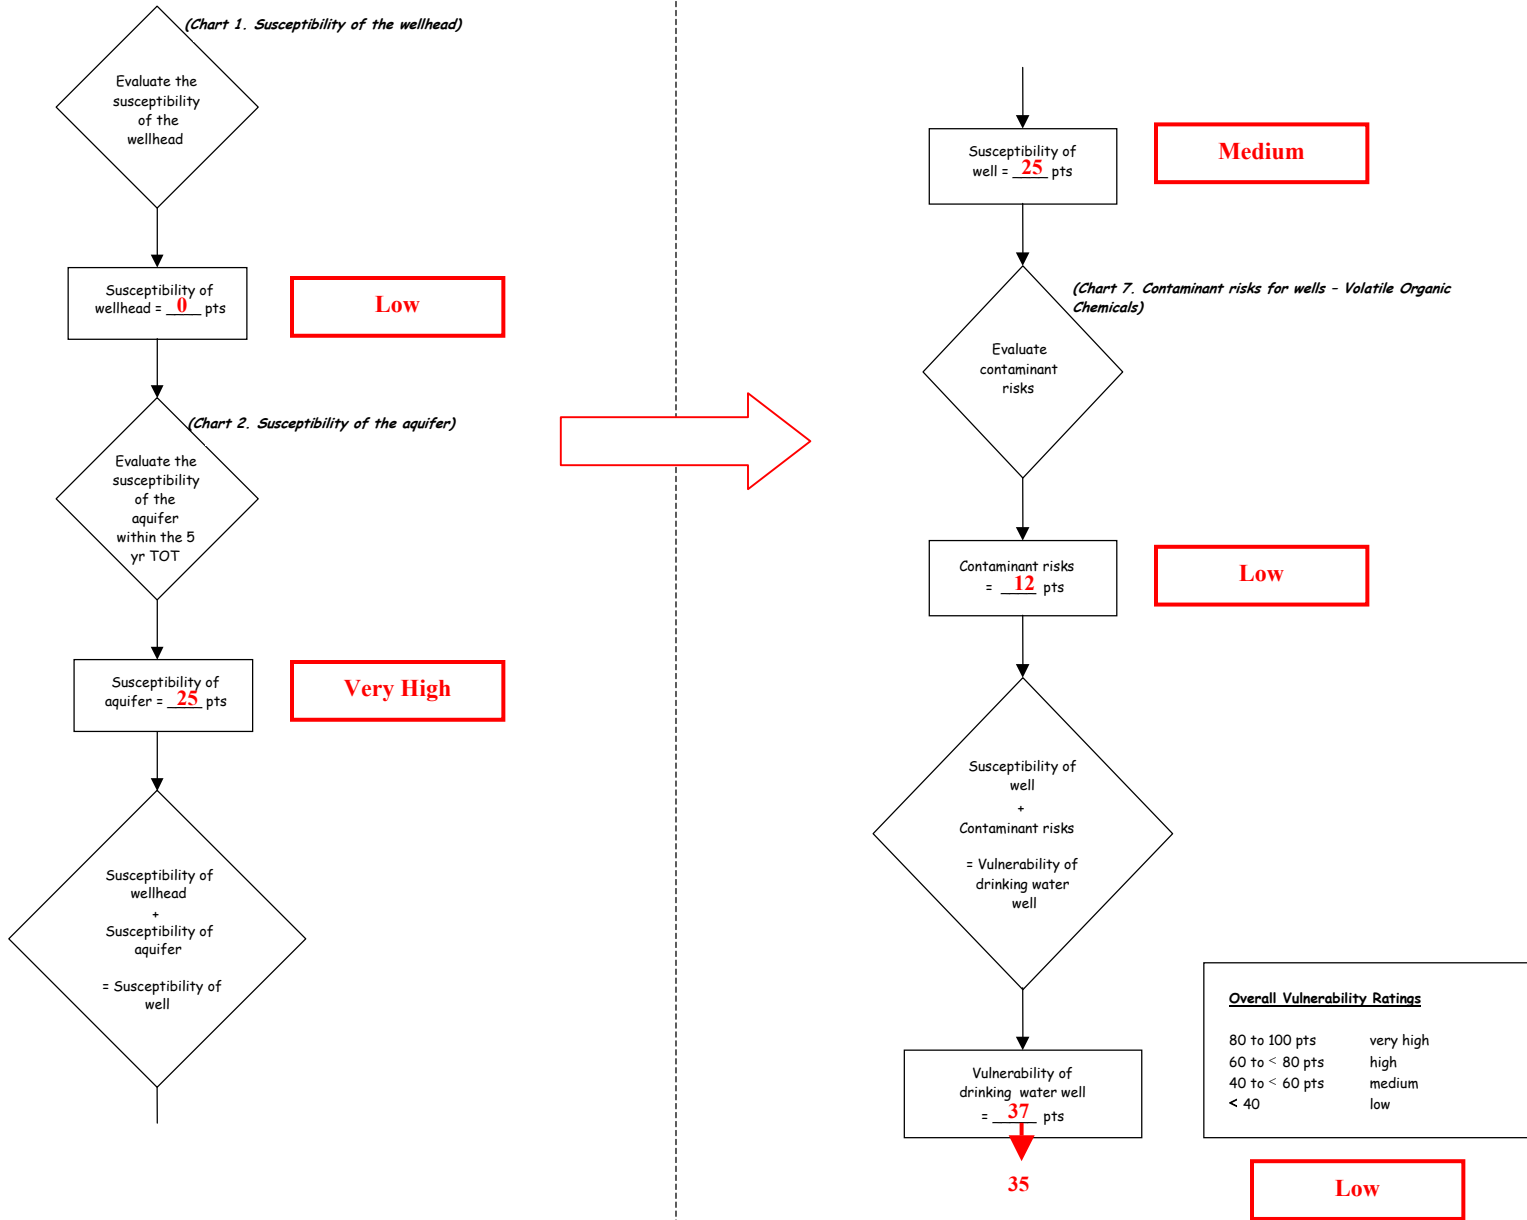 (Chart 1. Susceptibility of the wellhead)
Evaluate the
susceptibility
of the
wellhead
Susceptibility of
wellhead = 0 pts
Low
(Chart 2. Susceptibility of the aquifer)
Evaluate the
susceptibility
of the
aquifer
within the 5
yr TOT
Susceptibility of
aquifer = 25 pts
Very High
Susceptibility of
wellhead
+
Susceptibility of
aquifer
= Susceptibility of
well
Susceptibility of
well = 25 pts
Medium
(Chart 7. Contaminant risks for wells – Volatile Organic
Chemicals)
Evaluate
contaminant
risks
Contaminant risks
= 12 pts
Low
Susceptibility of
well
+
Contaminant risks
= Vulnerability of
drinking water
well
Vulnerability of
drinking water well
= 37 pts
35
Overall Vulnerability Ratings
80 to 100 pts very high
60 to < 80 pts high
40 to < 60 pts medium
< 40 low
Low